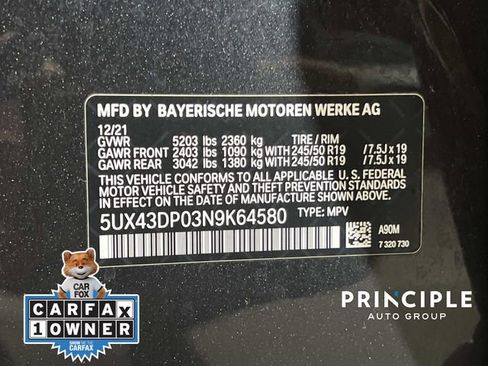 MFD BY BAYERISCHE MOTOREN WERKE AG
12/21
GVWR 5203 lbs 2360 kg TIRE / RIM
GAWR FRONT 2403 lbs 1090 kg WITH 245/50 R19 /7.5J x 19
GAWR REAR 3042 lbs 1380 kg WITH 245/50 R19 /7.5J x 19
THIS VEHICLE CONFORMS TO ALL APPLICABLE U. S. FEDERAL
MOTOR VEHICLE SAFETY AND THEFT PREVENTION STANDARDS
IN EFFECT ON THE DATE OF MANUFACTURE SHOWN ABOVE.
5UX43DP03N9K64580 TYPE: MPV
A90M
7 320 730
CAR
FOX
CARFAX
1 OWNER
SHOW ME THE
CARFAX
PRINCIPLE
AUTO GROUP